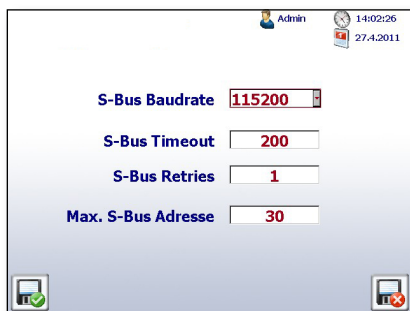 Admin
14:02:26
27.4.2011
S-Bus Baudrate 115200
S-Bus Timeout 200
S-Bus Retries 1
Max. S-Bus Adresse 30